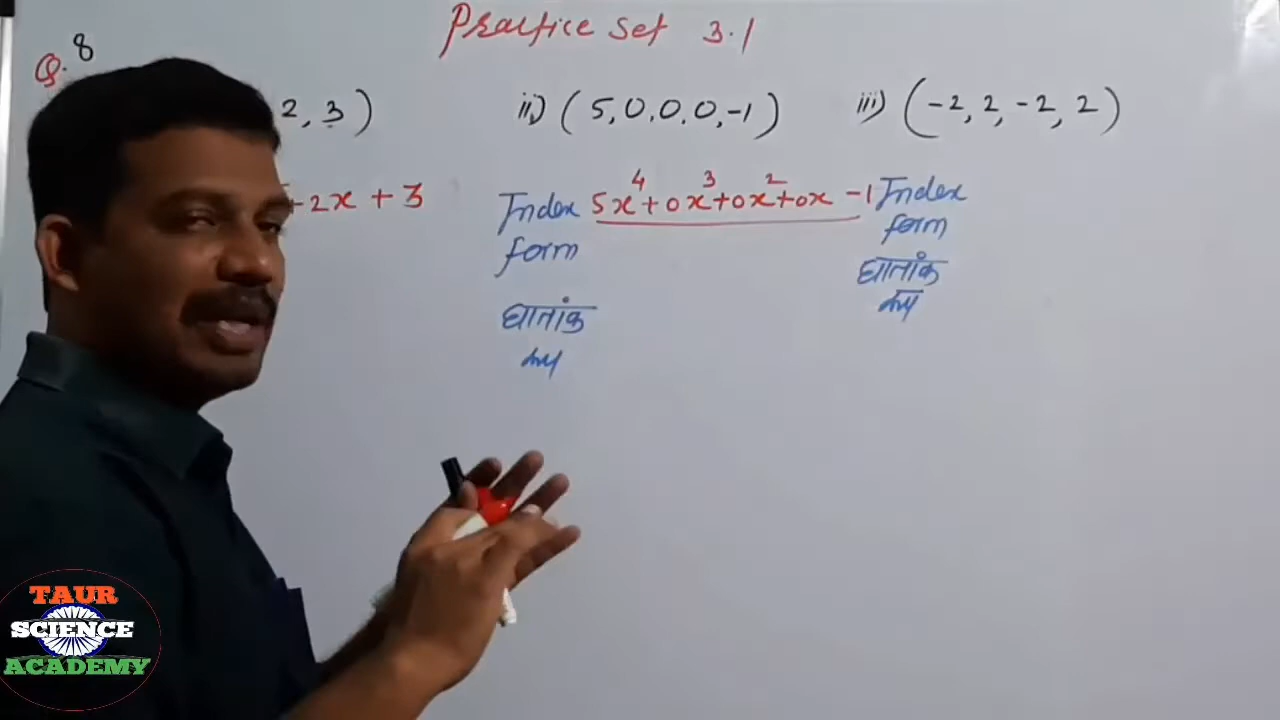 Practice Set 3.1
Q. 8
2, 3) ii) (5, 0, 0, 0, -1) iii) (-2, 2, -2, 2)
-2x + 3
Index 5x⁴ + 0x³ + 0x² + 0x - 1
form
घातांक
रूप
Index
form
घातांक
रूप
TAUR
SCIENCE
ACADEMY